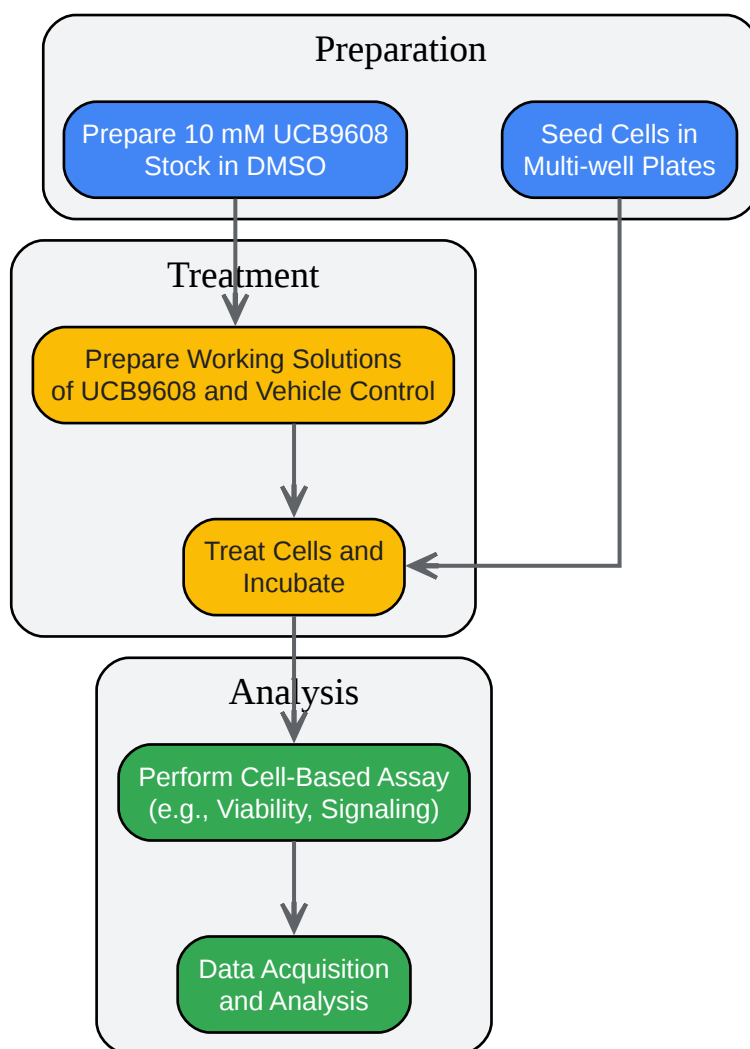 Preparation
Prepare 10 mM UCB9608
Stock in DMSO
Seed Cells in
Multi-well Plates
Treatment
Prepare Working Solutions
of UCB9608 and Vehicle Control
Treat Cells and
Incubate
Analysis
Perform Cell-Based Assay
(e.g., Viability, Signaling)
Data Acquisition
and Analysis